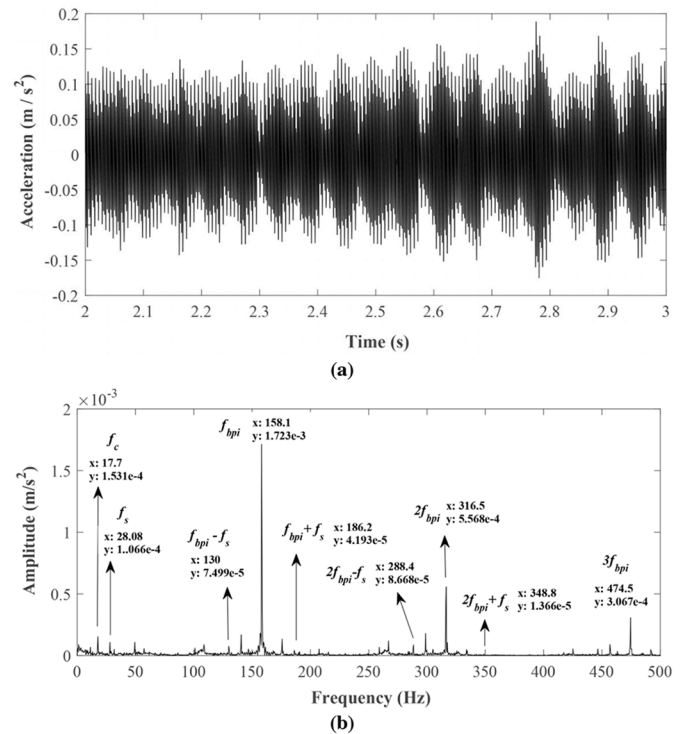 0.2
0.15
0.1
0.05
0
-0.05
-0.1
-0.15
-0.2
Acceleration (m / s²)
2 2.1 2.2 2.3 2.4 2.5 2.6 2.7 2.8 2.9 3
Time (s)
(a)
×10⁻³
2
1.5
1
0.5
0
Amplitude (m/s²)
f_c
x: 17.7
y: 1.531e-4
f_s
x: 28.08
y: 1..066e-4
f_bpi - f_s
x: 130
y: 7.499e-5
f_bpi
x: 158.1
y: 1.723e-3
f_bpi+f_s
x: 186.2
y: 4.193e-5
2f_bpi-f_s
x: 288.4
y: 8.668e-5
2f_bpi
x: 316.5
y: 5.568e-4
2f_bpi+f_s
x: 348.8
y: 1.366e-5
3f_bpi
x: 474.5
y: 3.067e-4
0 50 100 150 200 250 300 350 400 450 500
Frequency (Hz)
(b)